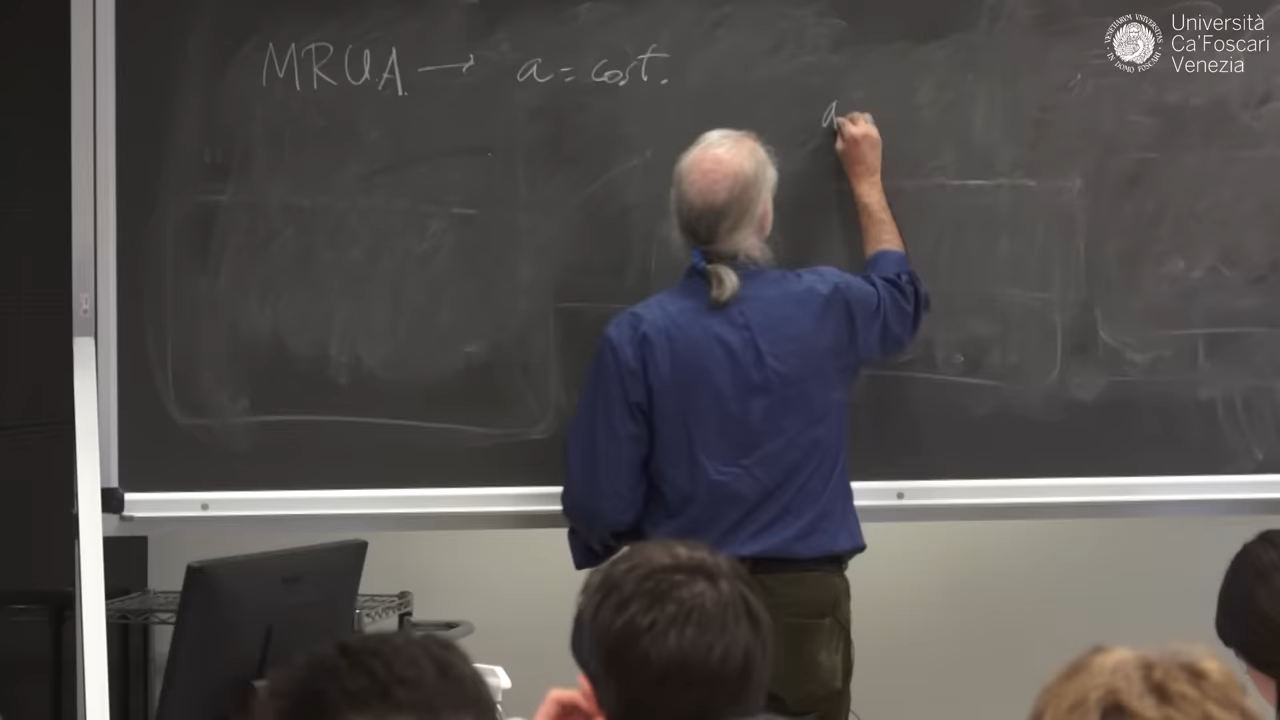 MRUA. → a = cost.
a
Università
Ca'Foscari
Venezia